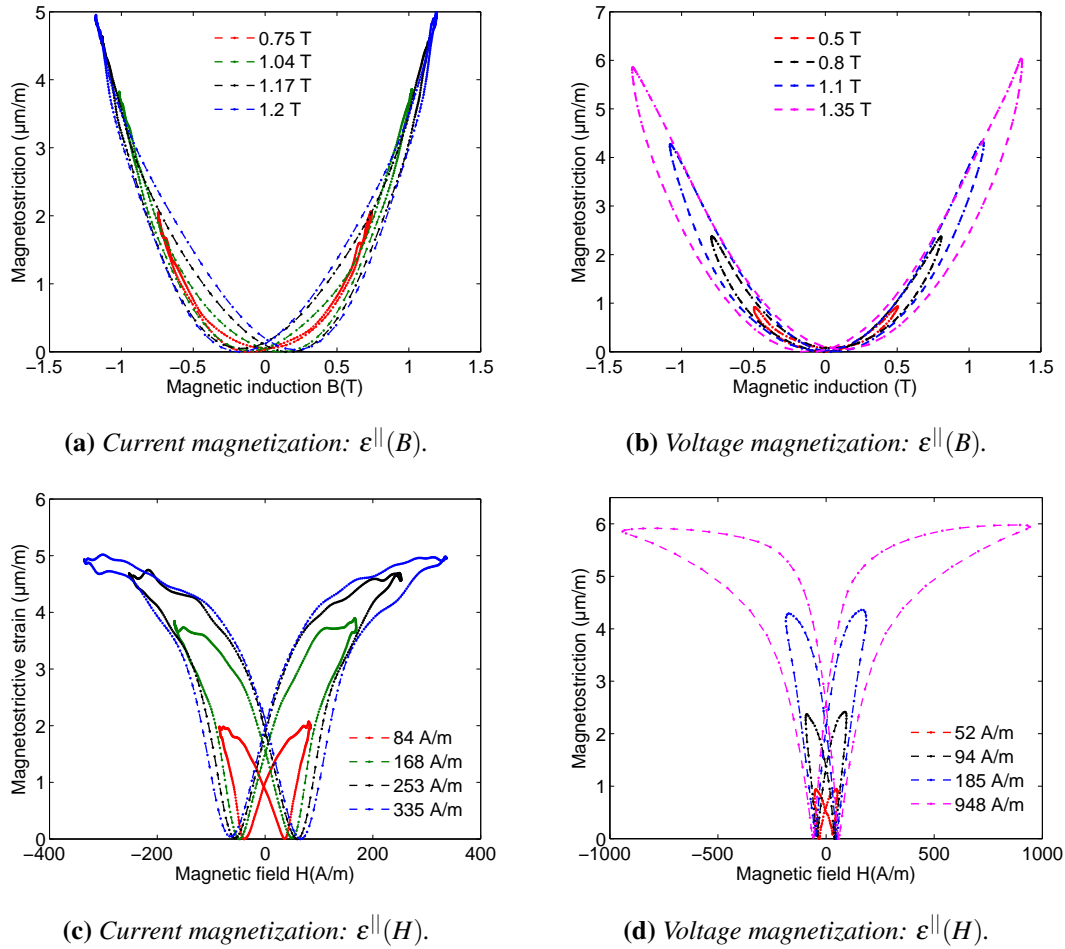 5
4
3
2
1
0
−1.5 −1 −0.5 0 0.5 1 1.5
Magnetostriction (µm/m)
Magnetic induction B(T)
0.75 T
1.04 T
1.17 T
1.2 T
(a) Current magnetization: ε||(B).
7
6
5
4
3
2
1
0
−1.5 −1 −0.5 0 0.5 1 1.5
Magnetostriction (µm/m)
Magnetic induction (T)
0.5 T
0.8 T
1.1 T
1.35 T
(b) Voltage magnetization: ε||(B).
6
5
4
3
2
1
0
−400 −200 0 200 400
Magnetostrictive strain (µm/m)
Magnetic field H(A/m)
84 A/m
168 A/m
253 A/m
335 A/m
(c) Current magnetization: ε||(H).
6
5
4
3
2
1
0
−1000 −500 0 500 1000
Magnetostriction (µm/m)
Magnetic field H(A/m)
52 A/m
94 A/m
185 A/m
948 A/m
(d) Voltage magnetization: ε||(H).